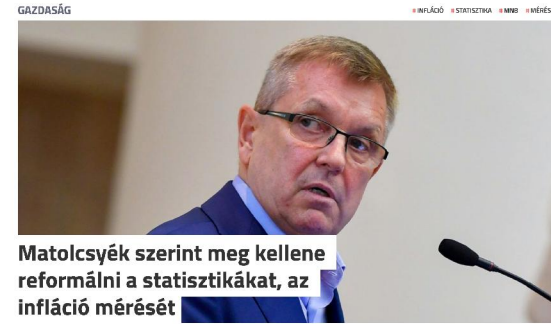 GAZDASÁG
# INFLÁCIÓ # STATISZTIKA # MNB # MÉRÉS
Matolcsyék szerint meg kellene
reformálni a statisztikákat, az
infláció mérését